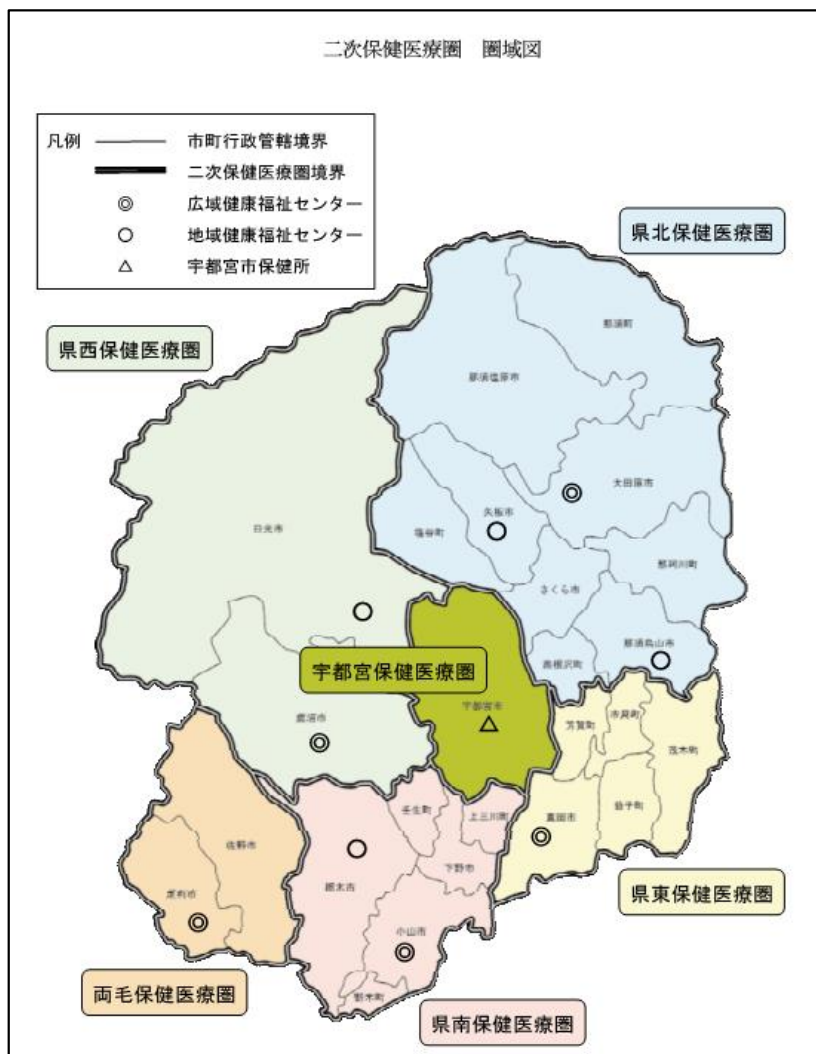 二次保健医療圏　圏域図
凡例
市町行政管轄境界
二次保健医療圏境界
広域健康福祉センター
地域健康福祉センター
宇都宮市保健所
県北保健医療圏
県西保健医療圏
那須町
那須塩原市
大田原市
矢板市
塩谷町
日光市
那珂川町
さくら市
那須烏山市
高根沢町
宇都宮保健医療圏
宇都宮市
芳賀町
市貝町
茂木町
鹿沼市
益子町
真岡市
壬生町
上三川町
佐野市
下野市
栃木市
足利市
県東保健医療圏
小山市
野木町
両毛保健医療圏
県南保健医療圏